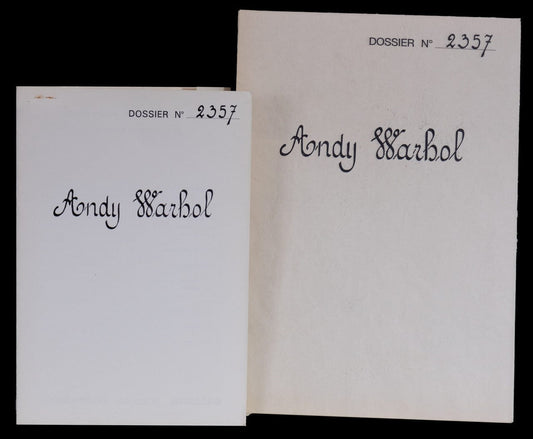 DOSSIER N° 2357
Andy Warhol
DOSSIER N° 2357
Andy Warhol